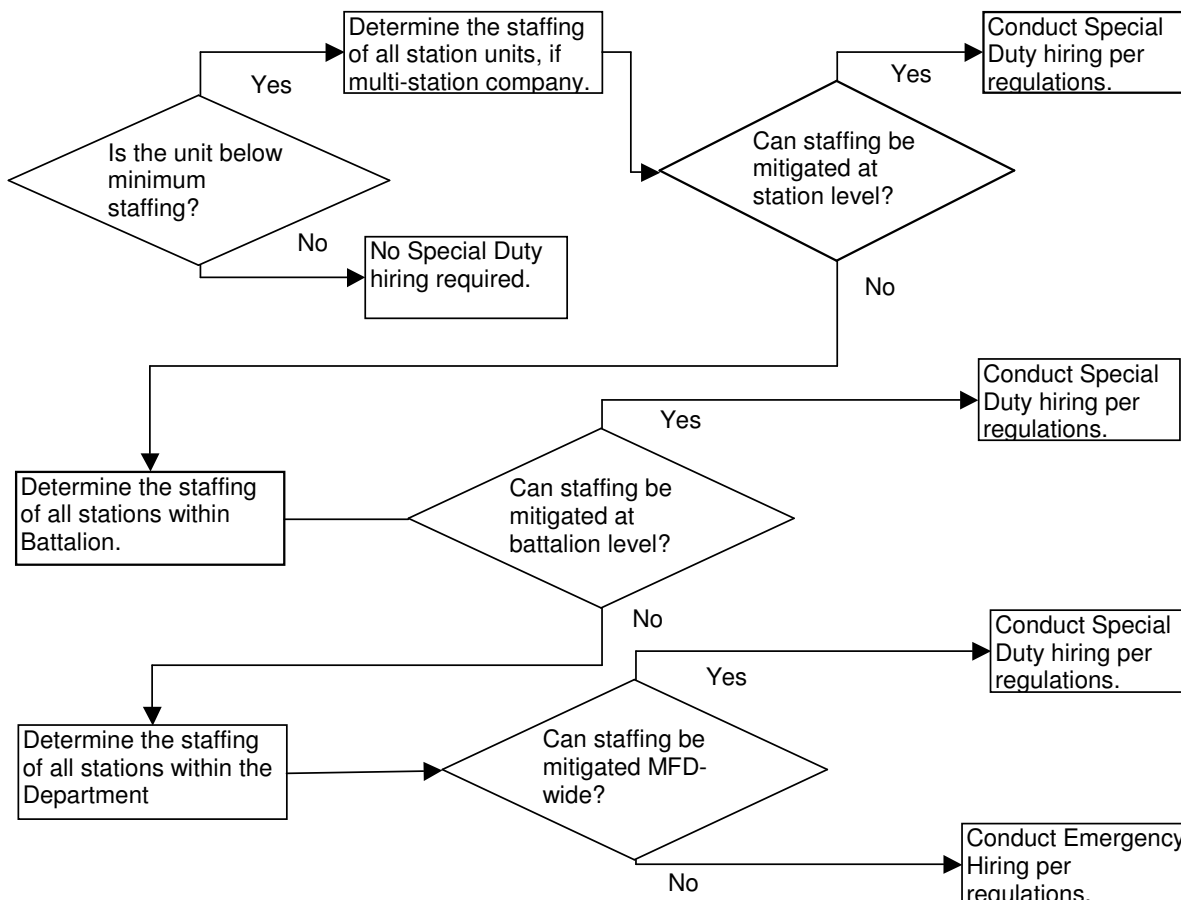 Determine the staffing
of all station units, if
multi-station company.
Conduct Special
Duty hiring per
regulations.
Yes
Yes
Is the unit below
minimum
staffing?
Can staffing be
mitigated at
station level?
No
No Special Duty
hiring required.
No
Conduct Special
Duty hiring per
regulations.
Yes
Determine the staffing
of all stations within
Battalion.
Can staffing be
mitigated at
battalion level?
No
Conduct Special
Duty hiring per
regulations.
Yes
Determine the staffing
of all stations within the
Department
Can staffing be
mitigated MFD-
wide?
Conduct Emergency
Hiring per
regulations.
No